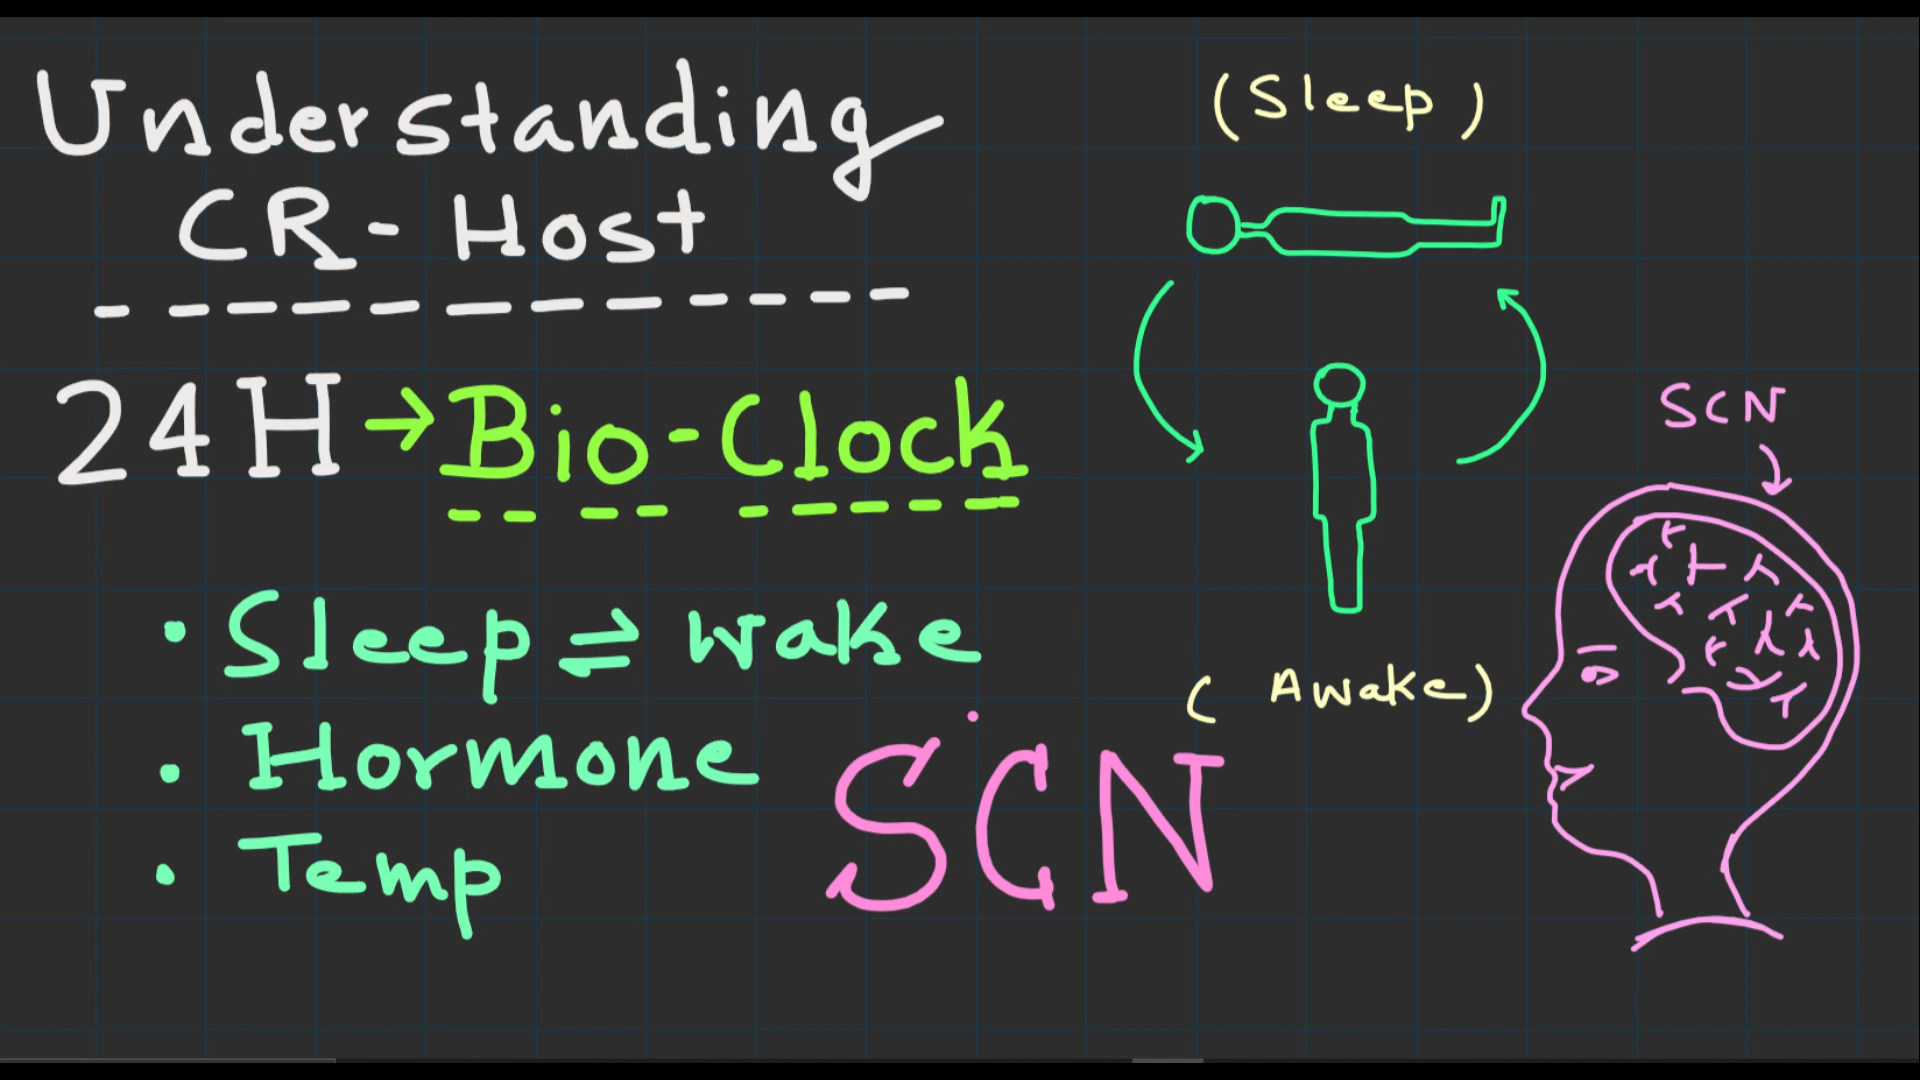 Understanding
CR - Host
24H → Bio-Clock
• Sleep ⇌ Wake
• Hormone
• Temp
SCN
(Sleep)
(Awake)
SCN